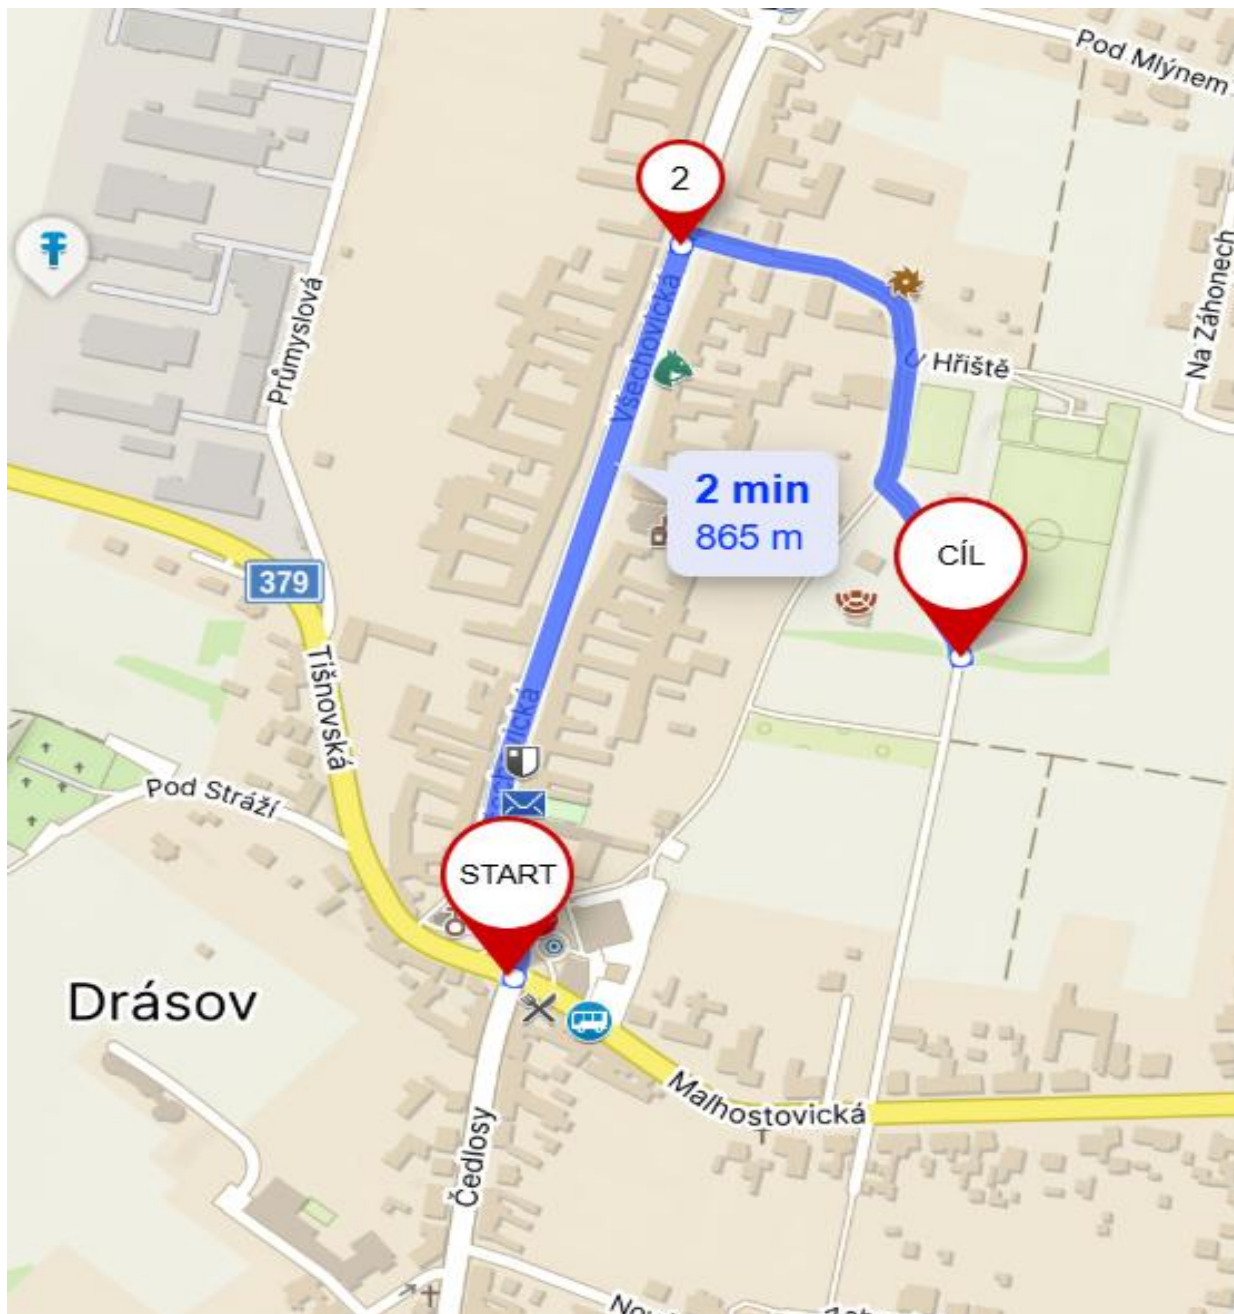 Pod Mlýnem
2
Na Záhonech
Průmyslová
Všechovická
U Hřiště
2 min
865 m
CÍL
379
Tišnovská
Pod Stráží
START
Drásov
Malhostovická
Čedlosy